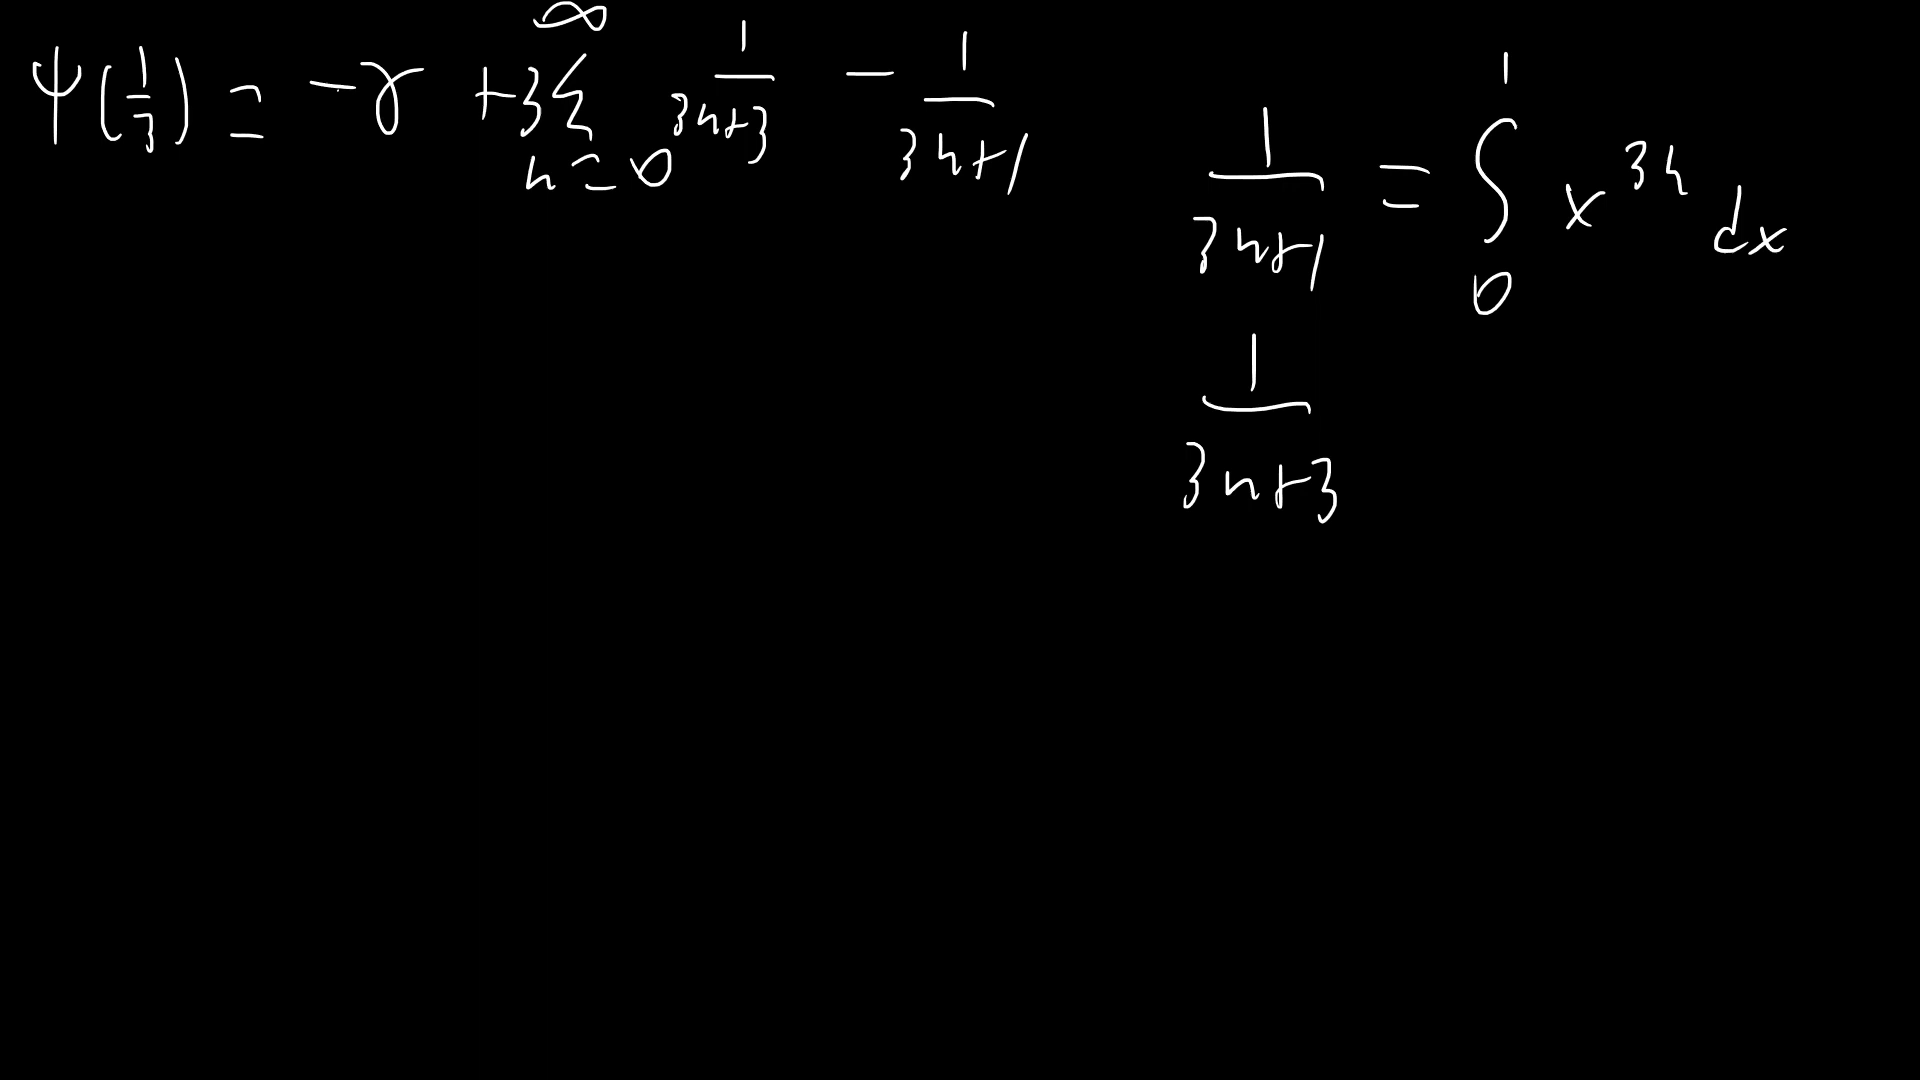 ψ(1/3) = -γ + 3 ∑_{n=0}^{∞} 1/(3n+3) - 1/(3n+1)
1/(3n+1) = ∫_0^1 x^{3n} dx
1/(3n+3)